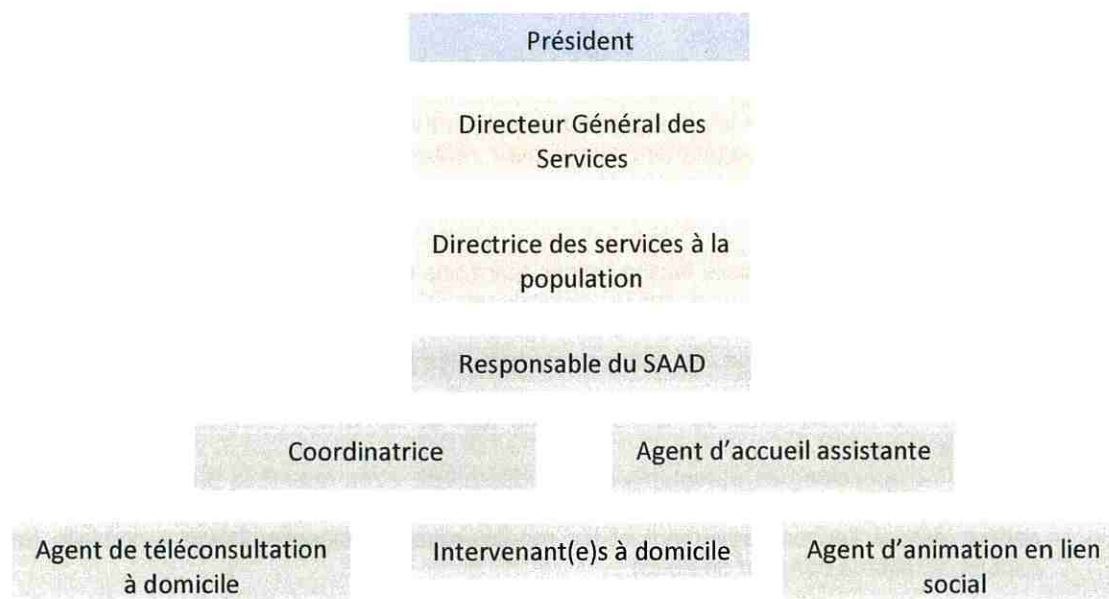 Président
Directeur Général des
Services
Directrice des services à la
population
Responsable du SAAD
Coordinatrice
Agent d'accueil assistante
Agent de téléconsultation
à domicile
Intervenant(e)s à domicile
Agent d'animation en lien
social